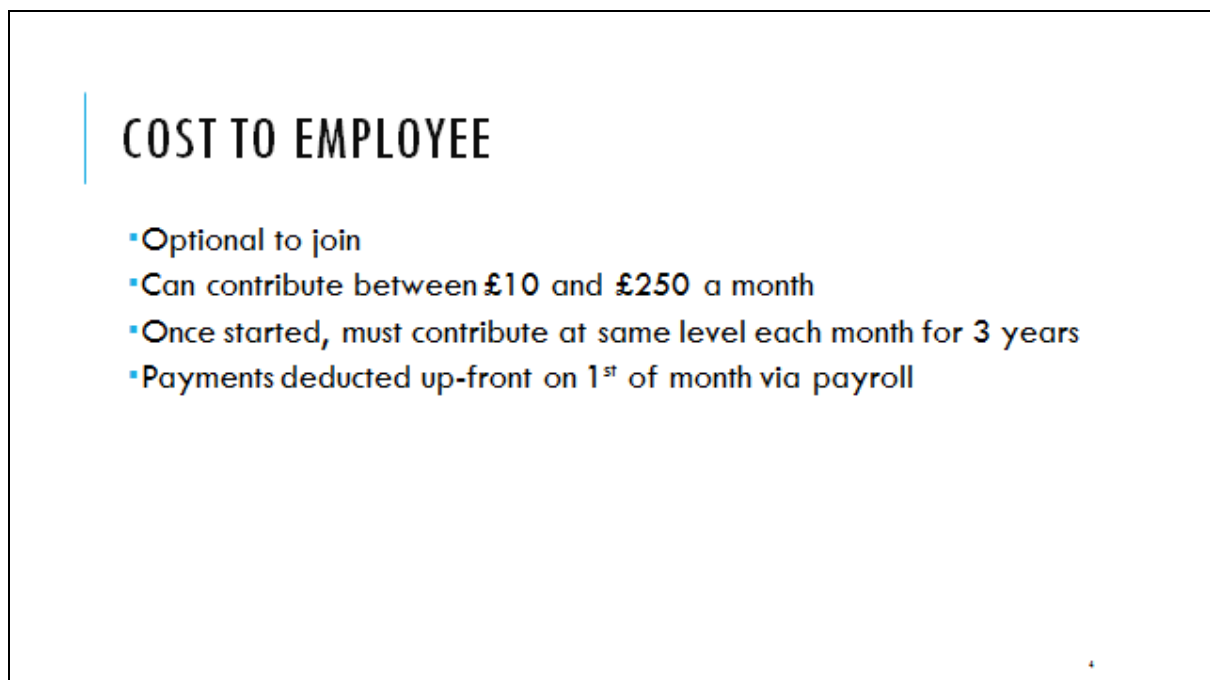 COST TO EMPLOYEE
▪Optional to join
▪Can contribute between £10 and £250 a month
▪Once started, must contribute at same level each month for 3 years
▪Payments deducted up-front on 1st of month via payroll
4